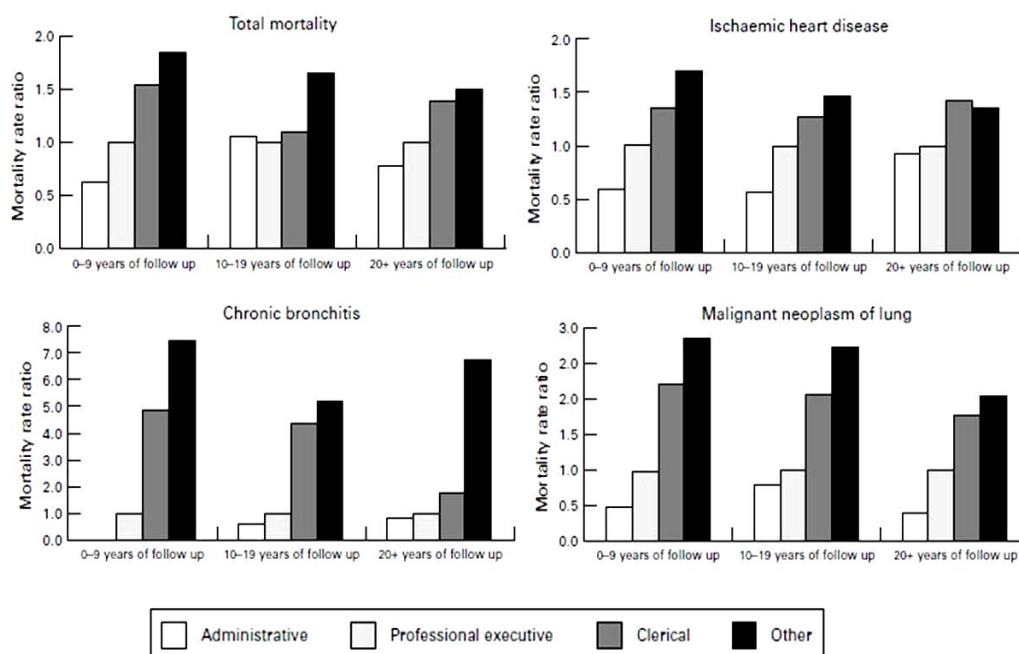 Total mortality
Mortality rate ratio
2.0
1.5
1.0
0.5
0.0
0–9 years of follow up
10–19 years of follow up
20+ years of follow up
Ischaemic heart disease
Mortality rate ratio
2.0
1.5
1.0
0.5
0.0
0–9 years of follow up
10–19 years of follow up
20+ years of follow up
Chronic bronchitis
Mortality rate ratio
8.0
7.0
6.0
5.0
4.0
3.0
2.0
1.0
0.0
0–9 years of follow up
10–19 years of follow up
20+ years of follow up
Malignant neoplasm of lung
Mortality rate ratio
3.0
2.0
2.0
1.5
1.0
0.5
0.0
0–9 years of follow up
10–19 years of follow up
20+ years of follow up
Administrative
Professional executive
Clerical
Other